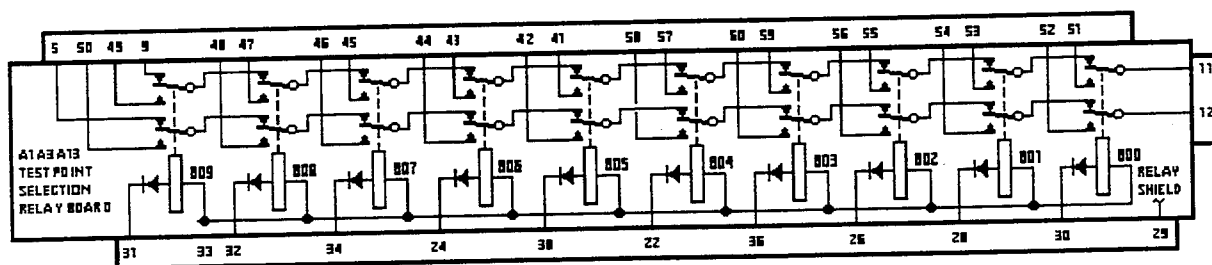 5 50 49 9 48 47 46 45 44 43 42 41 58 57 60 59 56 55 54 53 52 51
11
12
A1A3A13
TEST POINT
SELECTION
RELAY BOARD
809 808 807 806 805 804 803 802 801 800
RELAY
SHIELD
31 33 32 34 24 38 22 36 26 28 30 29